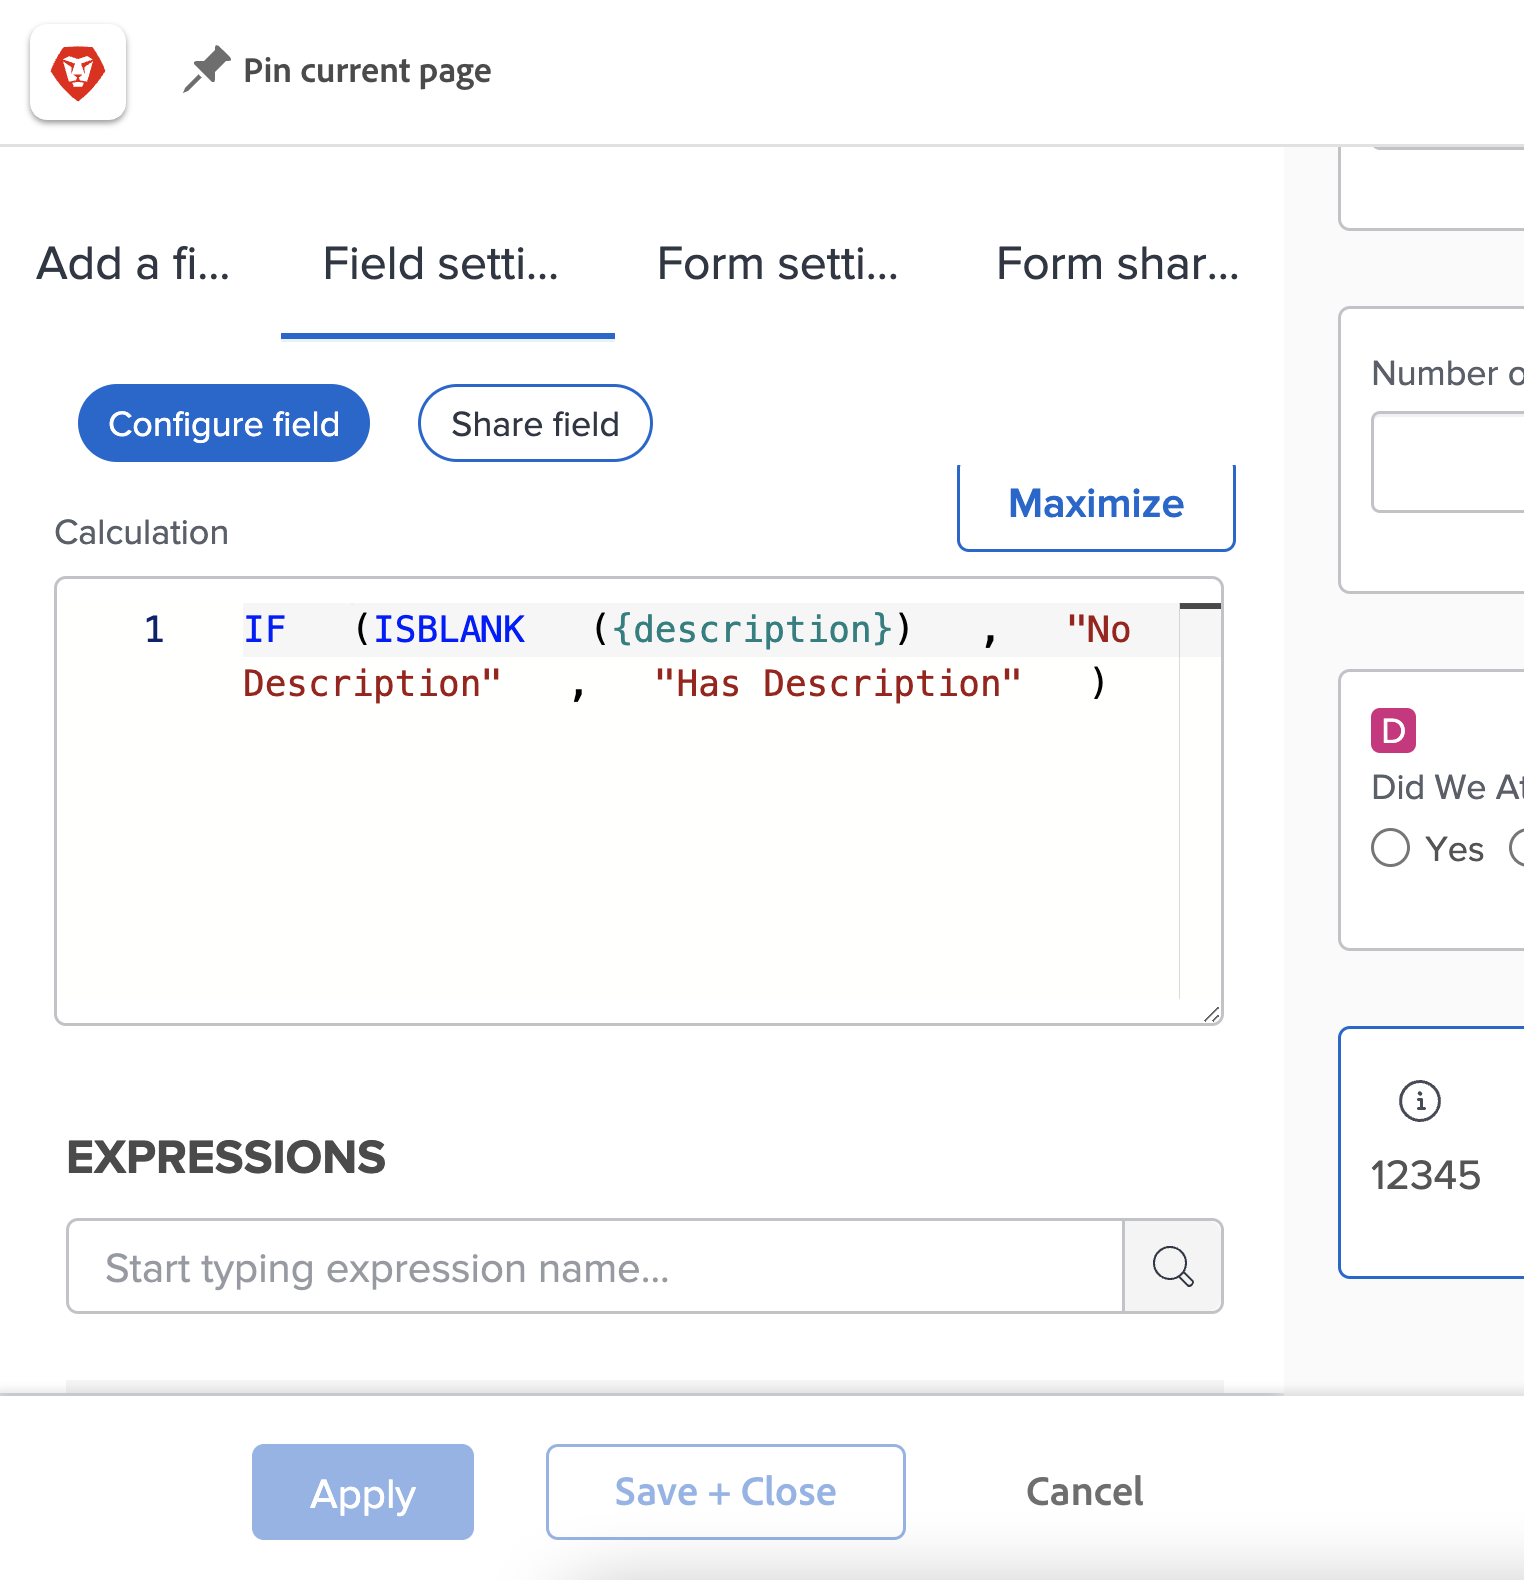 Pin current page
Add a fi...
Field setti...
Form setti...
Form shar...
Configure field
Share field
Maximize
Calculation
1 IF (ISBLANK ({description}) , "No
Description" , "Has Description" )
EXPRESSIONS
Start typing expression name...
Apply
Save + Close
Cancel
Number
D
Did We
Yes
12345